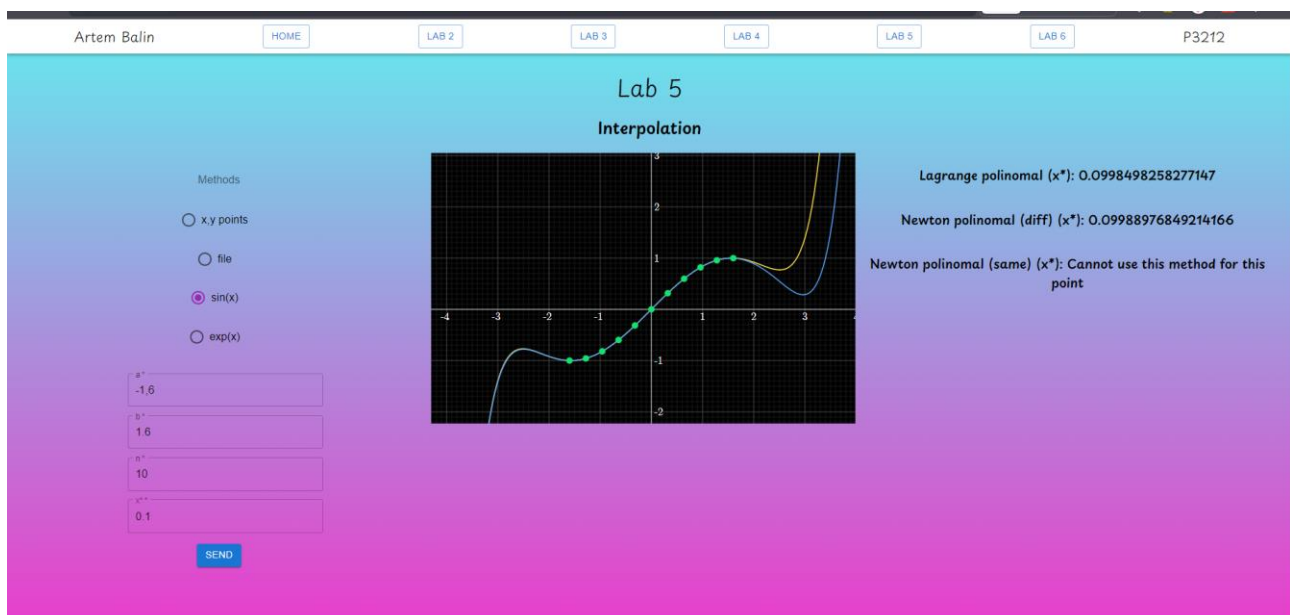 Artem Balin HOME LAB 2 LAB 3 LAB 4 LAB 5 LAB 6 P3212
Lab 5
Interpolation
Methods
x,y points
file
sin(x)
exp(x)
a *
-1,6
b *
1.6
n *
10
x* *
0.1
SEND
3
2
1
-4 -3 -2 -1 0 1 2 3 4
-1
-2
Lagrange polinomal (x*): 0.0998498258277147
Newton polinomal (diff) (x*): 0.09988976849214166
Newton polinomal (same) (x*): Cannot use this method for this
point